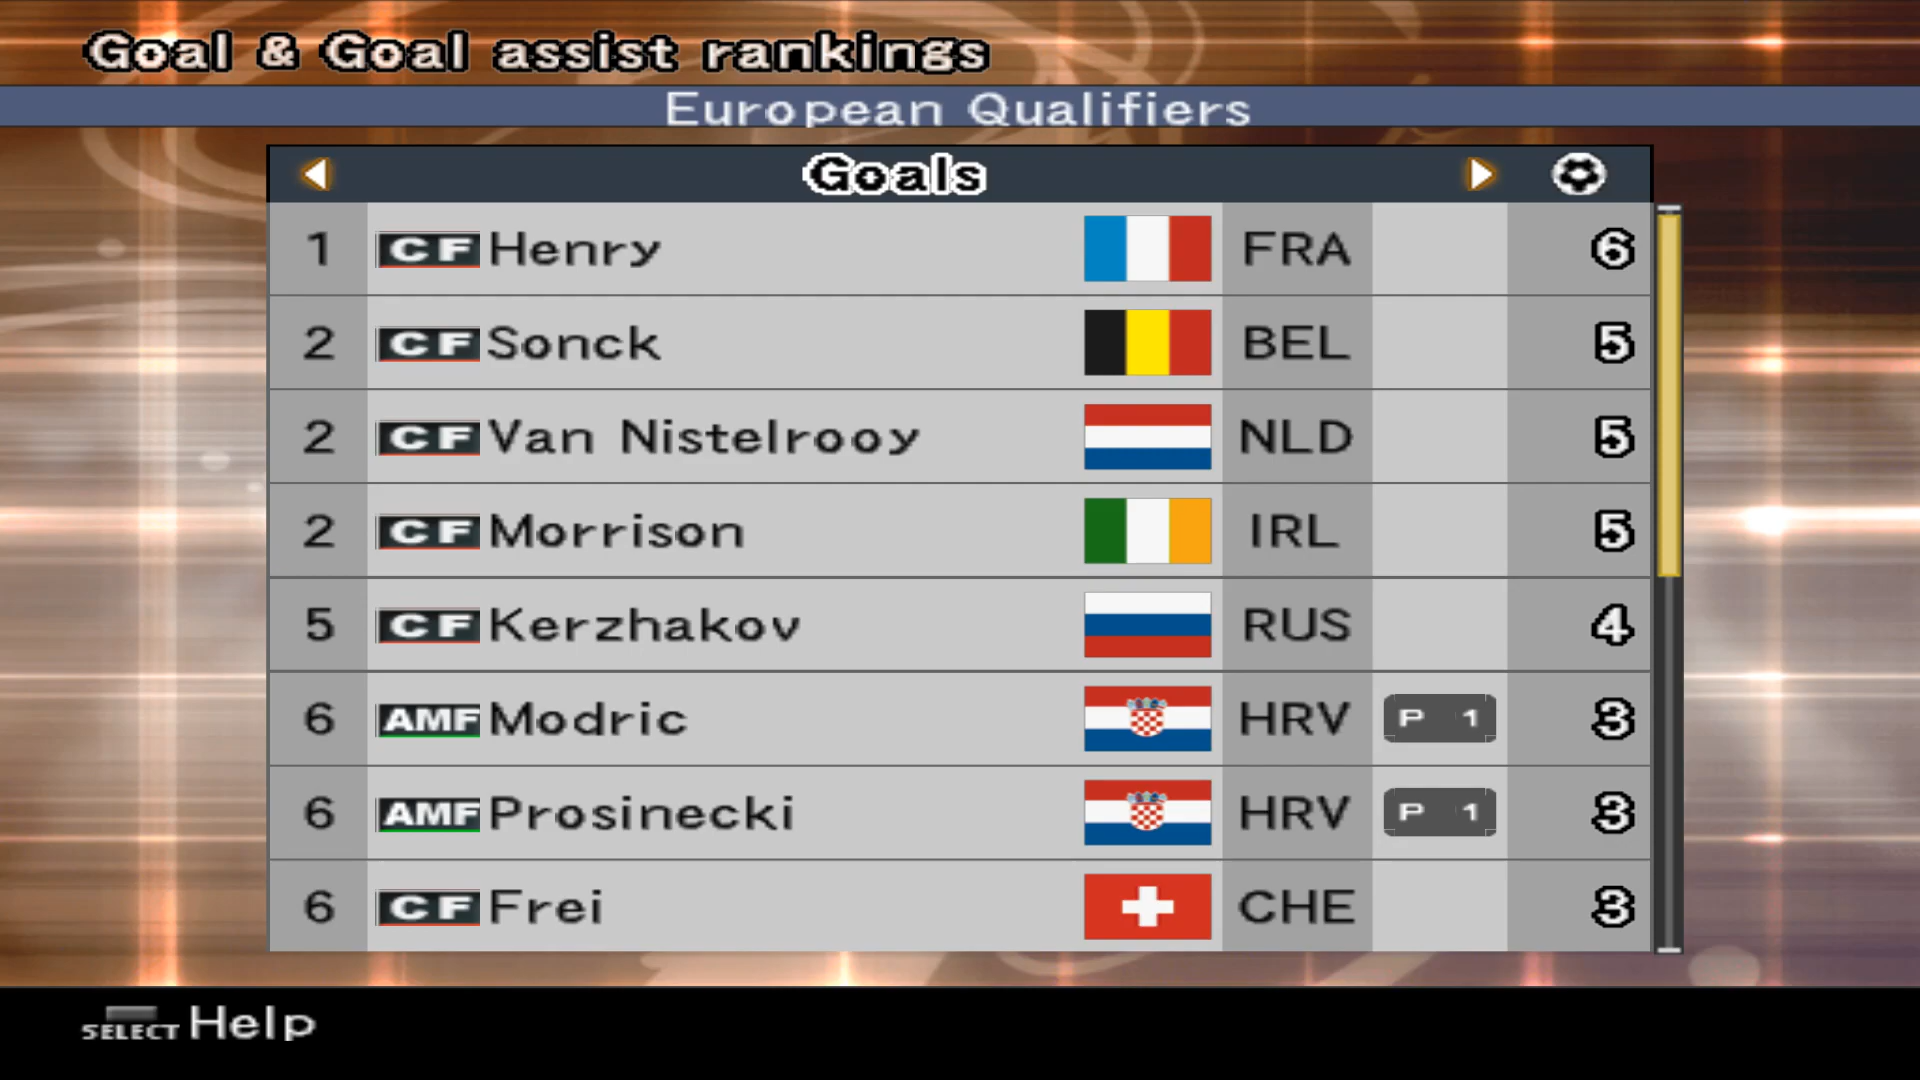 Goal & Goal assist rankings
European Qualifiers
Goals
1 CF Henry FRA 6
2 CF Sonck BEL 5
2 CF Van Nistelrooy NLD 5
2 CF Morrison IRL 5
5 CF Kerzhakov RUS 4
6 AMF Modric HRV P 1 3
6 AMF Prosinecki HRV P 1 3
6 CF Frei CHE 3
SELECT Help